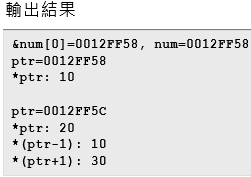 輸出結果
&num[0]=0012FF58, num=0012FF58
ptr=0012FF58
*ptr: 10
ptr=0012FF5C
*ptr: 20
*(ptr-1): 10
*(ptr+1): 30